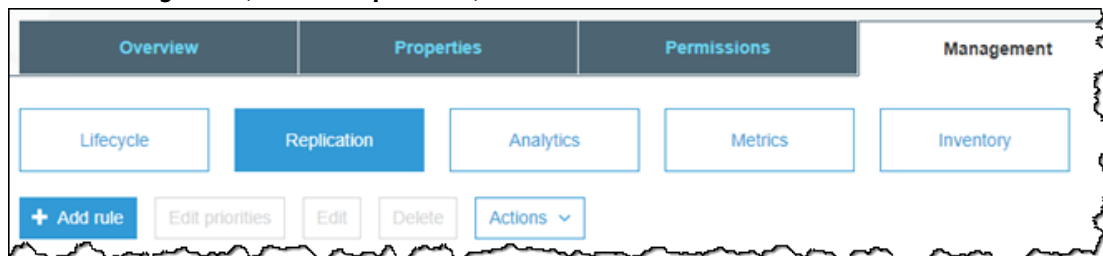 Overview Properties Permissions Management
Lifecycle Replication Analytics Metrics Inventory
+ Add rule Edit priorities Edit Delete Actions